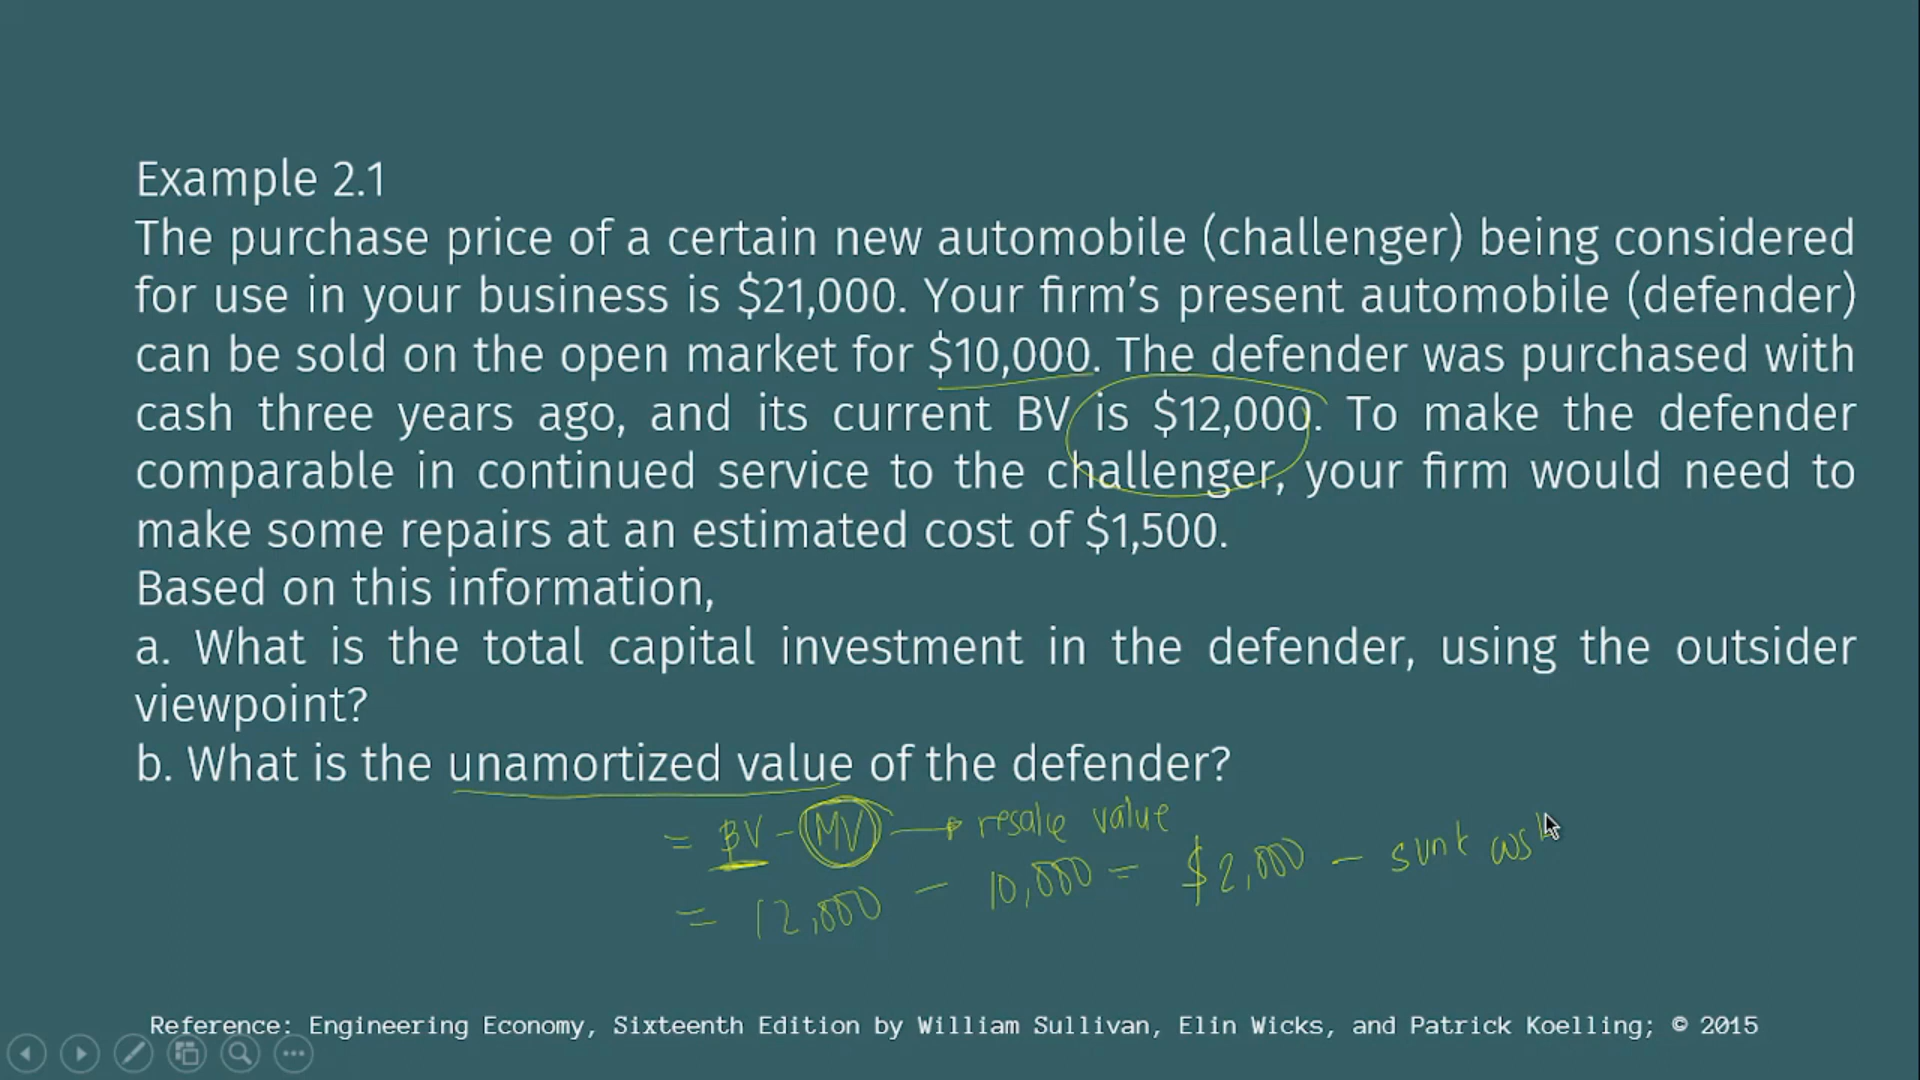 Example 2.1
The purchase price of a certain new automobile (challenger) being considered
for use in your business is $21,000. Your firm’s present automobile (defender)
can be sold on the open market for $10,000. The defender was purchased with
cash three years ago, and its current BV is $12,000. To make the defender
comparable in continued service to the challenger, your firm would need to
make some repairs at an estimated cost of $1,500.
Based on this information,
a. What is the total capital investment in the defender, using the outsider
viewpoint?
b. What is the unamortized value of the defender?
= BV - MV → resale value
= 12,000 - 10,000 = $2,000 - sunk cost
Reference: Engineering Economy, Sixteenth Edition by William Sullivan, Elin Wicks, and Patrick Koelling; © 2015